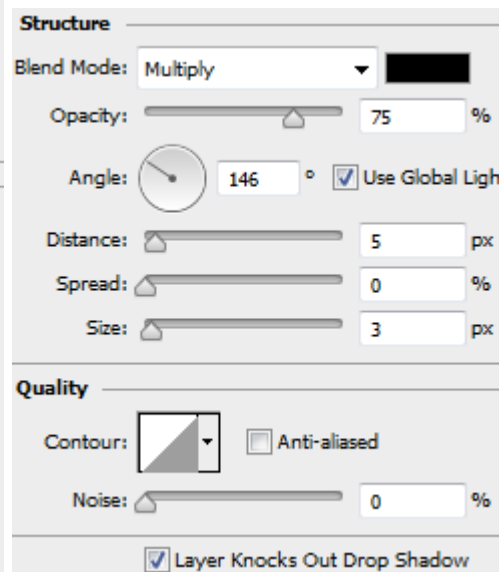 Structure
Blend Mode: Multiply
Opacity: 75 %
Angle: 146 ° Use Global Ligh
Distance: 5 px
Spread: 0 %
Size: 3 px
Quality
Contour: Anti-aliased
Noise: 0 %
Layer Knocks Out Drop Shadow